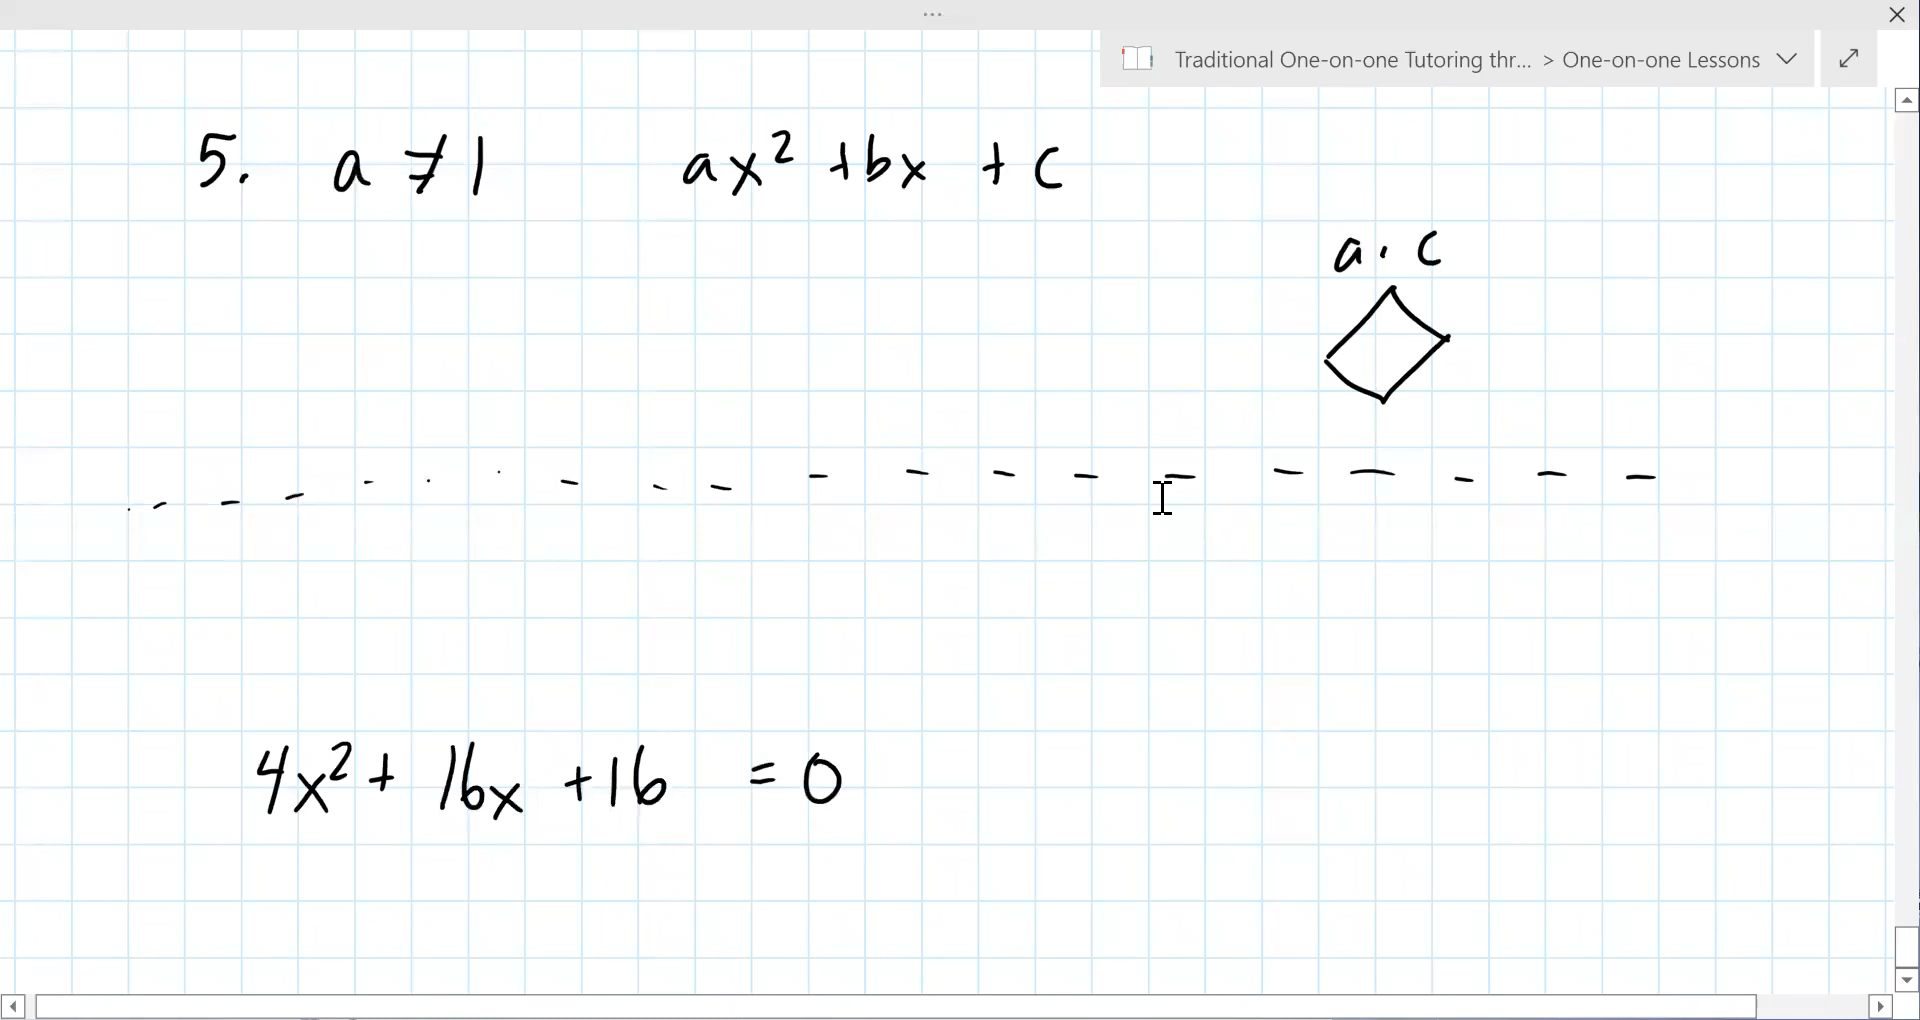 ...
Traditional One-on-one Tutoring thr... > One-on-one Lessons
5. a ≠ 1 ax² + bx + c
a · c
4x² + 16x + 16 = 0